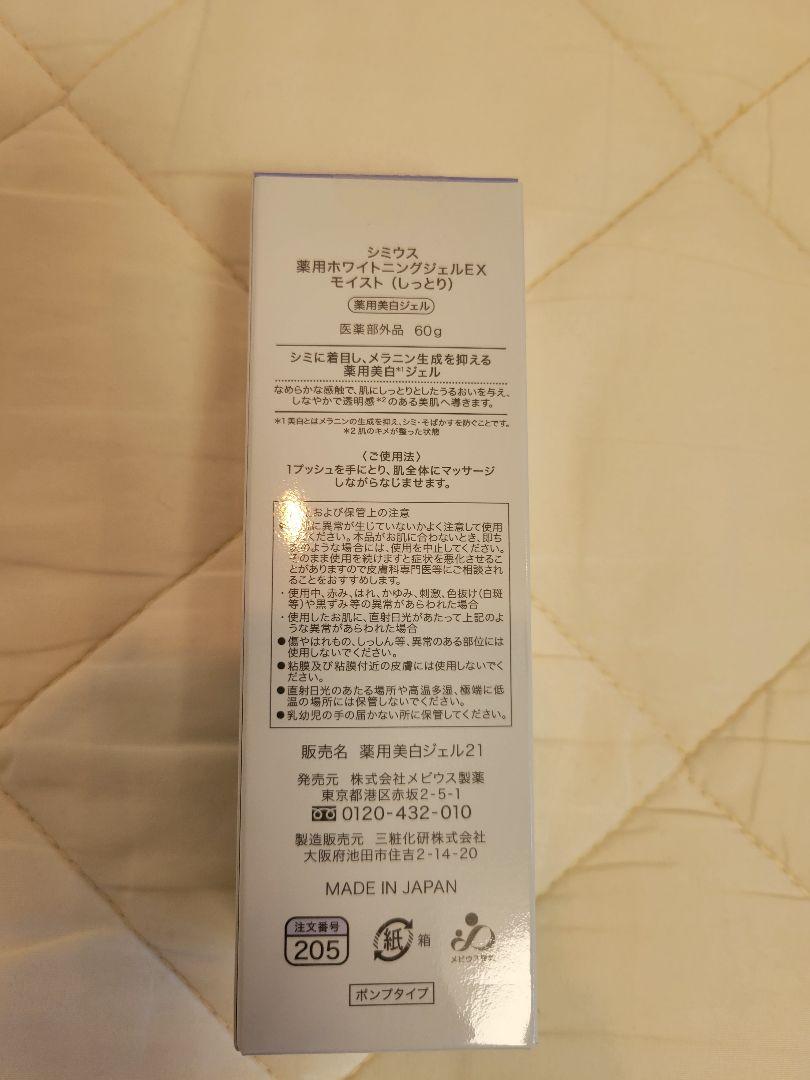 シミウス
薬用ホワイトニングジェルEX
モイスト（しっとり）
薬用美白ジェル
医薬部外品 60g
シミに着目し、メラニン生成を抑える
薬用美白*1ジェル
なめらかな感触で、肌にしっとりとしたうるおいを与え、
しなやかで透明感*2のある美肌へ導きます。
*1 美白とはメラニンの生成を抑え、シミ・そばかすを防ぐことです。
*2 肌のキメが整った状態
〈ご使用法〉
1プッシュを手にとり、肌全体にマッサージ
しながらなじませます。
および保管上の注意
に異常が生じていないかよく注意して使用
ください。本品がお肌に合わないとき、即ち
のような場合には、使用を中止してください。
そのまま使用を続けますと症状を悪化させるこ
とがありますので皮膚科専門医等にご相談され
ることをおすすめします。
・使用中、赤み、はれ、かゆみ、刺激、色抜け(白斑
等)や黒ずみ等の異常があらわれた場合
・使用したお肌に、直射日光があたって上記のよ
うな異常があらわれた場合
●傷やはれもの、しっしん等、異常のある部位には
使用しないでください。
●粘膜及び粘膜付近の皮膚には使用しないでく
ださい。
●直射日光のあたる場所や高温多湿、極端に低
温の場所には保管しないでください。
●乳幼児の手の届かない所に保管してください。
販売名 薬用美白ジェル21
発売元 株式会社メビウス製薬
東京都港区赤坂2-5-1
0120-432-010
製造販売元 三粧化研株式会社
大阪府池田市住吉2-14-20
MADE IN JAPAN
注文番号
205
紙 箱
メビウス製薬
ポンプタイプ